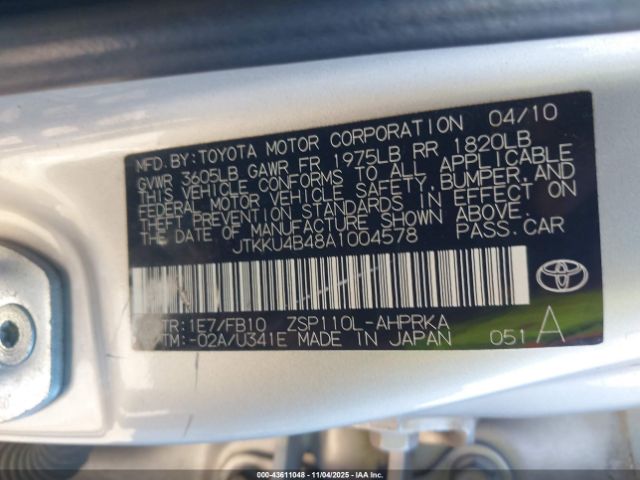 04/10
MFD. BY: TOYOTA MOTOR CORPORATION
GVWR 3605LB GAWR FR 1975LB RR 1820LB
THIS VEHICLE CONFORMS TO ALL APPLICABLE
FEDERAL MOTOR VEHICLE SAFETY, BUMPER, AND
THEFT PREVENTION STANDARDS IN EFFECT ON
THE DATE OF MANUFACTURE SHOWN ABOVE.
JTKKU4B48A1004578 PASS. CAR
TR: 1E7/FB10 ZSP110L-AHPRKA
TM: -02A/U341E MADE IN JAPAN 051 A
TOYOTA
000-43611048 - 11/04/2025 - IAA Inc.